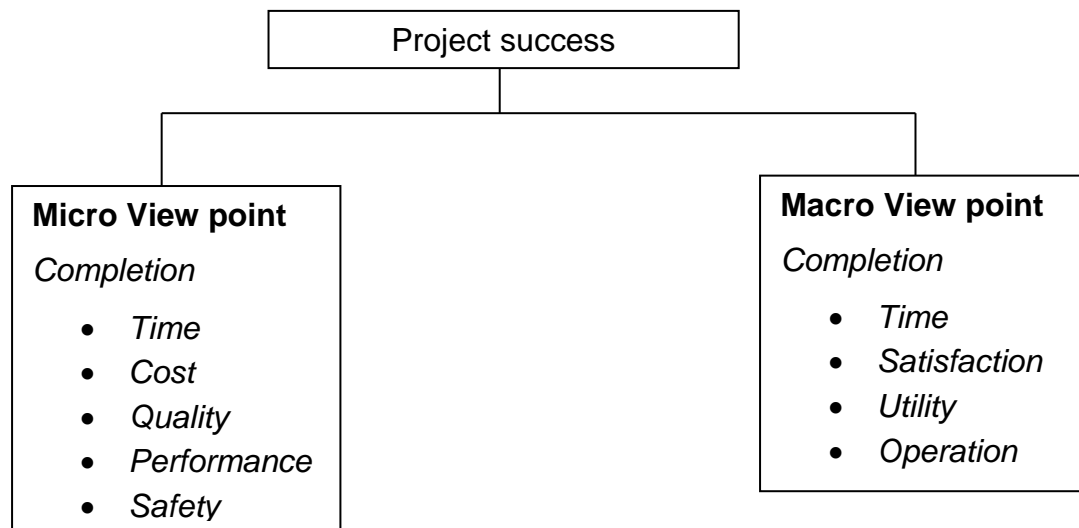 Project success
Micro View point
Completion
• Time
• Cost
• Quality
• Performance
• Safety
Macro View point
Completion
• Time
• Satisfaction
• Utility
• Operation